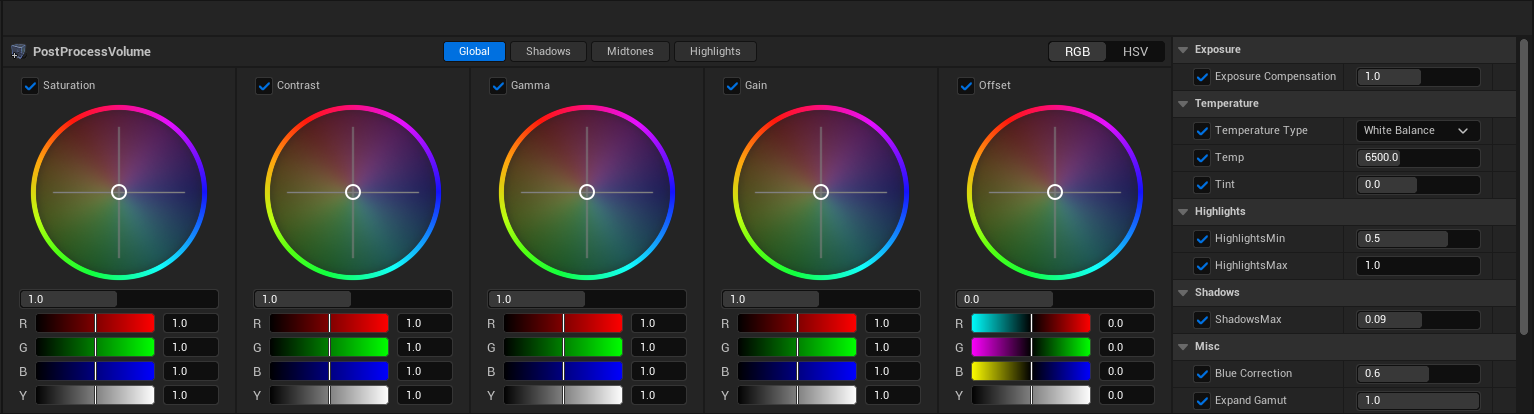 PostProcessVolume Global Shadows Midtones Highlights RGB HSV
Saturation Contrast Gamma Gain Offset
1.0 1.0 1.0 1.0 0.0
R 1.0 R 1.0 R 1.0 R 1.0 R 0.0
G 1.0 G 1.0 G 1.0 G 1.0 G 0.0
B 1.0 B 1.0 B 1.0 B 1.0 B 0.0
Y 1.0 Y 1.0 Y 1.0 Y 1.0 Y 0.0
Exposure
Exposure Compensation 1.0
Temperature
Temperature Type White Balance
Temp 6500.0
Tint 0.0
Highlights
HighlightsMin 0.5
HighlightsMax 1.0
Shadows
ShadowsMax 0.09
Misc
Blue Correction 0.6
Expand Gamut 1.0